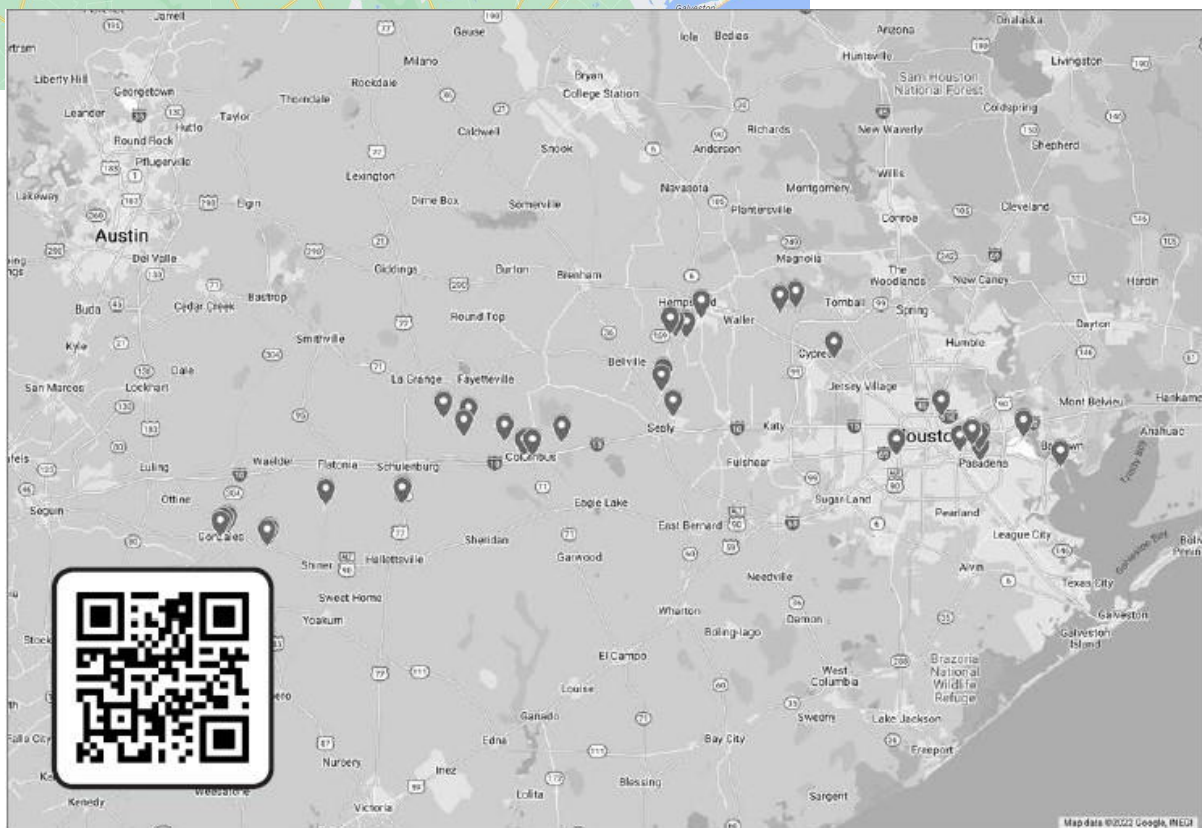 Galveston
Jarrell
190
Gause
Iola
Bedias
Arizona
Onalaska
Milano
Huntsville
Livingston
190
Liberty Hill
Georgetown
Rockdale
Bryan
College Station
Sam Houston
National Forest
Leander
Taylor
Thorndale
Coldspring
Hutto
Round Rock
Caldwell
Richards
New Waverly
Shepherd
Pflugerville
Snook
Anderson
Lexington
Willis
Lakeway
Elgin
Dime Box
Somerville
Navasota
Montgomery
Plantersville
Conroe
Cleveland
Austin
Del Valle
Giddings
Burton
Brenham
Magnolia
The
Woodlands
New Caney
Hardin
Buda
Cedar Creek
Bastrop
Tomball
Round Top
Waller
Spring
Dayton
Kyle
Smithville
Humble
Dale
Bellville
San Marcos
Lockhart
La Grange
Fayetteville
Jersey Village
Mont Belvieu
Sealy
Katy
Anahuac
Luling
Waelder
Flatonia
Schulenburg
Columbus
Fulshear
Pasadena
Ottine
Sugar Land
Seguin
Eagle Lake
Pearland
Gonzales
East Bernard
League City
Sheridan
Garwood
Shiner
Hallettsville
Alvin
Galveston Bay
Needville
Texas City
Sweet Home
Wharton
Damon
Galveston
Yoakum
Boling-Iago
Galveston
Island
El Campo
West
Columbia
Brazoria
National
Wildlife
Refuge
Louise
Ganado
Sweeny
Lake Jackson
Falls City
Edna
Bay City
Freeport
Nursery
Inez
Blessing
Kenedy
Victoria
Lolita
Sargent
Map data ©2022 Google, INEGI